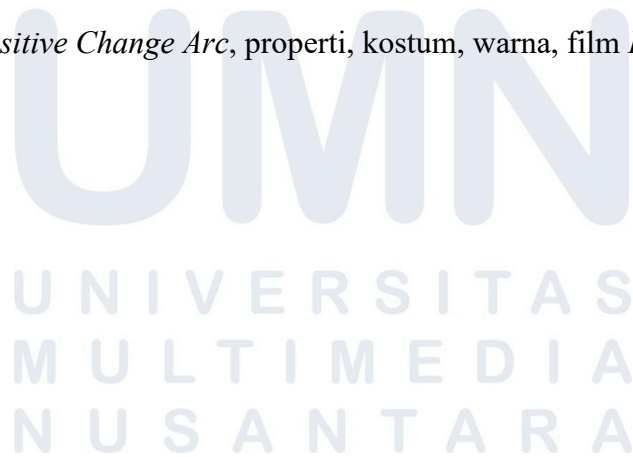 sitive Change Arc, properti, kostum, warna, film
UMN
UNIVERSITAS
MULTIMEDIA
NUSANTARA